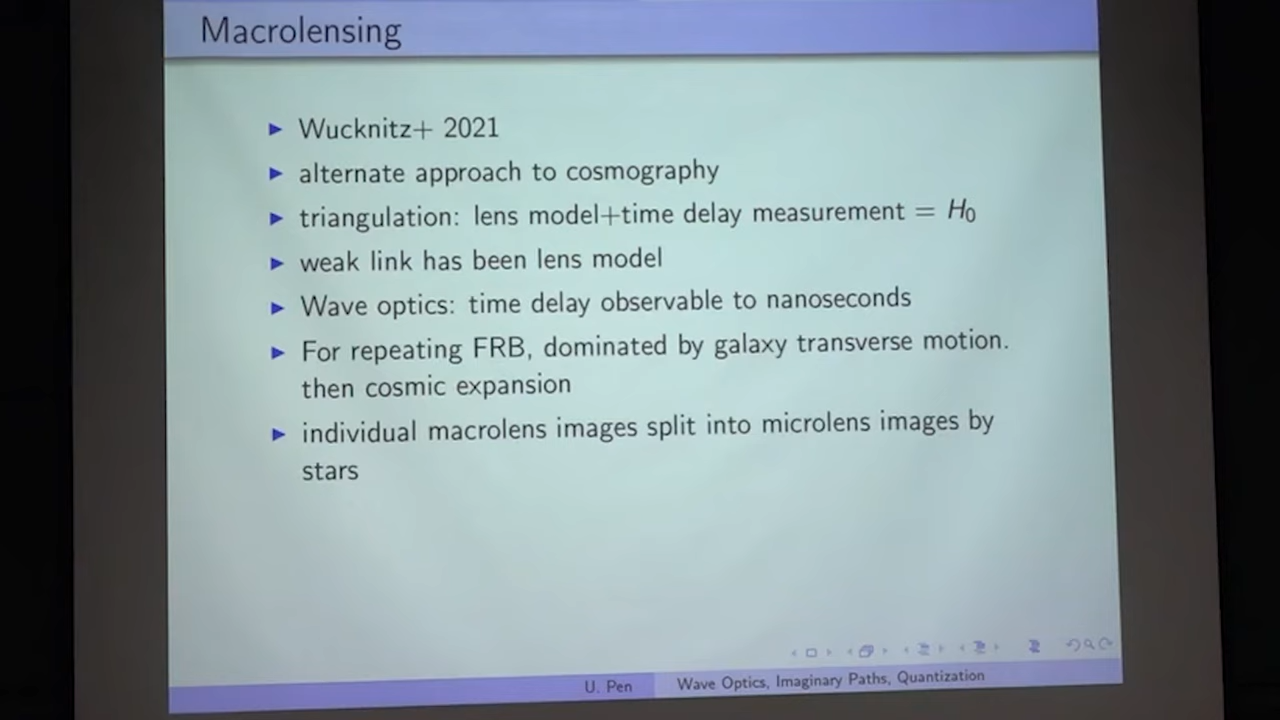 Macrolensing
Wucknitz+ 2021
alternate approach to cosmography
triangulation: lens model+time delay measurement = H₀
weak link has been lens model
Wave optics: time delay observable to nanoseconds
For repeating FRB, dominated by galaxy transverse motion.
then cosmic expansion
individual macrolens images split into microlens images by
stars
U. Pen
Wave Optics, Imaginary Paths, Quantization